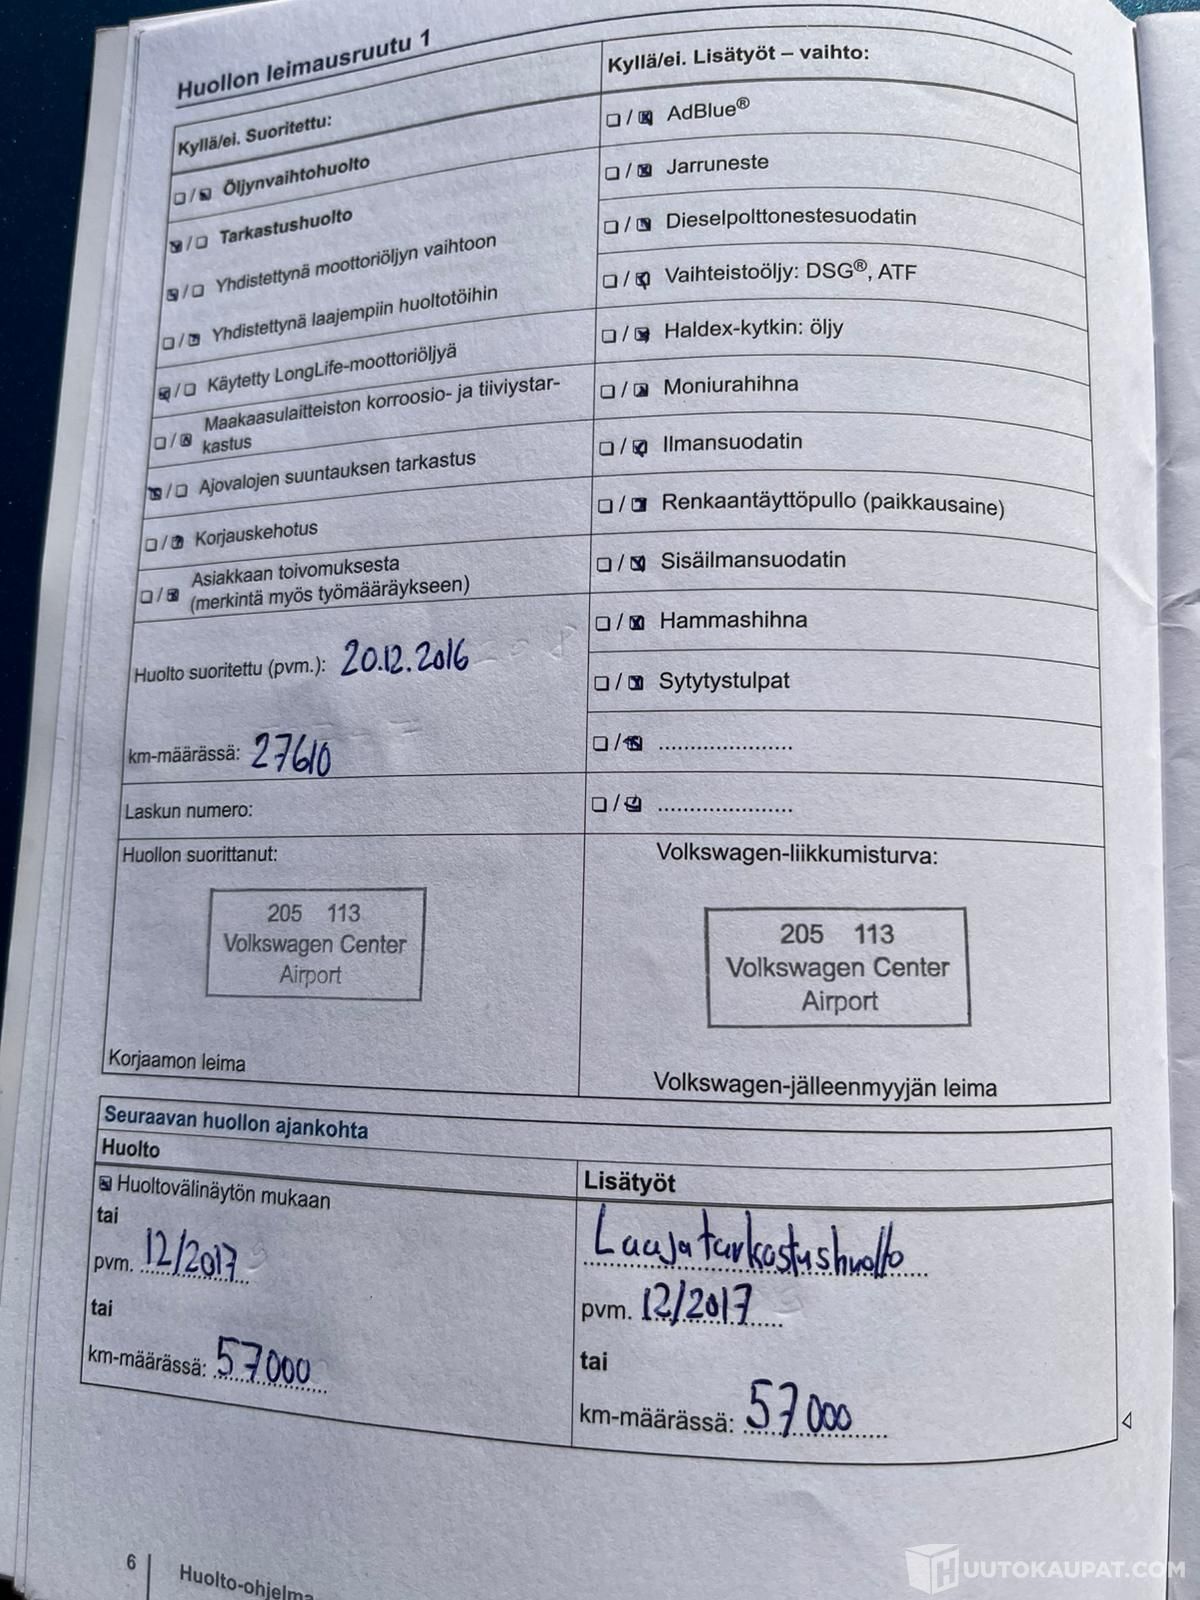 Huollon leimausruutu 1
Kyllä/ei. Suoritettu:
☐ / ☒ Öljynvaihtohuolto
☒ / ☐ Tarkastushuolto
☒ / ☐ Yhdistettynä moottoriöljyn vaihtoon
☐ / ☒ Yhdistettynä laajempiin huoltotöihin
☒ / ☐ Käytetty LongLife-moottoriöljyä
☐ / ☒ Maakaasulaitteiston korroosio- ja tiiviystar-
kastus
☒ / ☐ Ajovalojen suuntauksen tarkastus
☐ / ☒ Korjauskehotus
☐ / ☒ Asiakkaan toivomuksesta
(merkintä myös työmääräykseen)
Huolto suoritettu (pvm.): 20.12.2016
km-määrässä: 27610
Laskun numero:
Huollon suorittanut:
205 113
Volkswagen Center
Airport
Korjaamon leima
Kyllä/ei. Lisätyöt – vaihto:
☐ / ☒ AdBlue®
☐ / ☒ Jarruneste
☐ / ☒ Dieselpolttonestesuodatin
☐ / ☒ Vaihteistoöljy: DSG®, ATF
☐ / ☒ Haldex-kytkin: öljy
☐ / ☒ Moniurahihna
☐ / ☒ Ilmansuodatin
☐ / ☒ Renkaantäyttöpullo (paikkausaine)
☐ / ☒ Sisäilmansuodatin
☐ / ☒ Hammashihna
☐ / ☒ Sytytystulpat
☐ / ☒ ......................
☐ / ☒ ......................
Volkswagen-liikkumisturva:
205 113
Volkswagen Center
Airport
Volkswagen-jälleenmyyjän leima
Seuraavan huollon ajankohta
Huolto
☒ Huoltovälinäytön mukaan
tai
pvm. 12/2017
tai
km-määrässä: 57000
Lisätyöt
Laaja tarkastushuolto
pvm. 12/2017
tai
km-määrässä: 57000
6
Huolto-ohjelma
HUUTOKAUPAT.COM